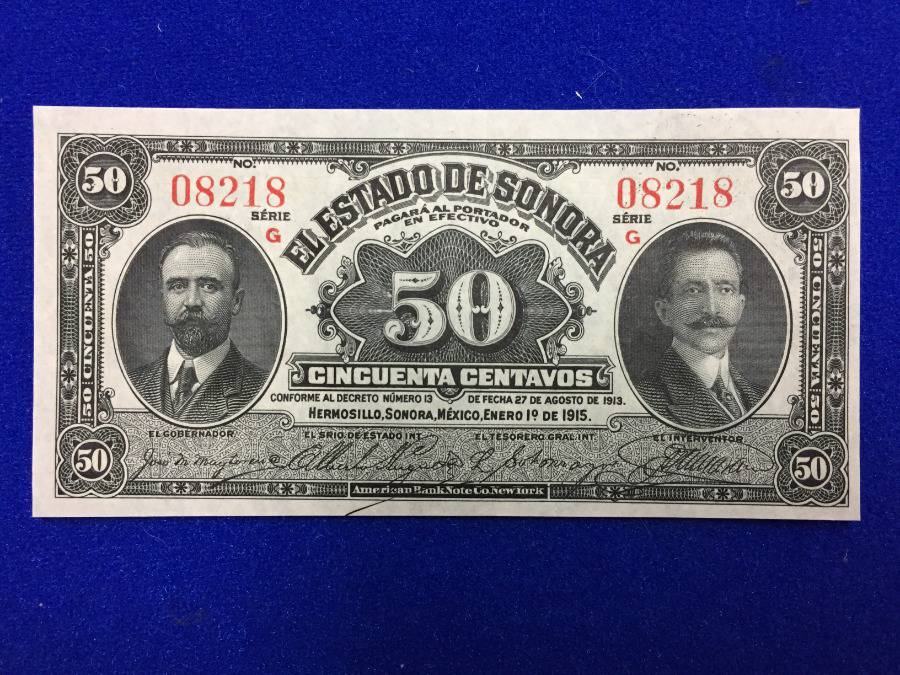 50 NO. NO. 50
08218 08218
SÉRIE SÉRIE
G G
EL ESTADO DE SONORA
PAGARÁ AL PORTADOR
EN EFECTIVO
50
50 CINCUENTA 50
50 CINCUENTA 50
CINCUENTA CENTAVOS
CONFORME AL DECRETO NÚMERO 13 DE FECHA 27 DE AGOSTO DE 1913.
HERMOSILLO, SONORA, MÉXICO, ENERO 1º DE 1915.
EL GOBERNADOR EL SRIO DE ESTADO INT. EL TESORERO GRAL. INT. EL INTERVENTOR
50 50
American Bank Note Co. New York